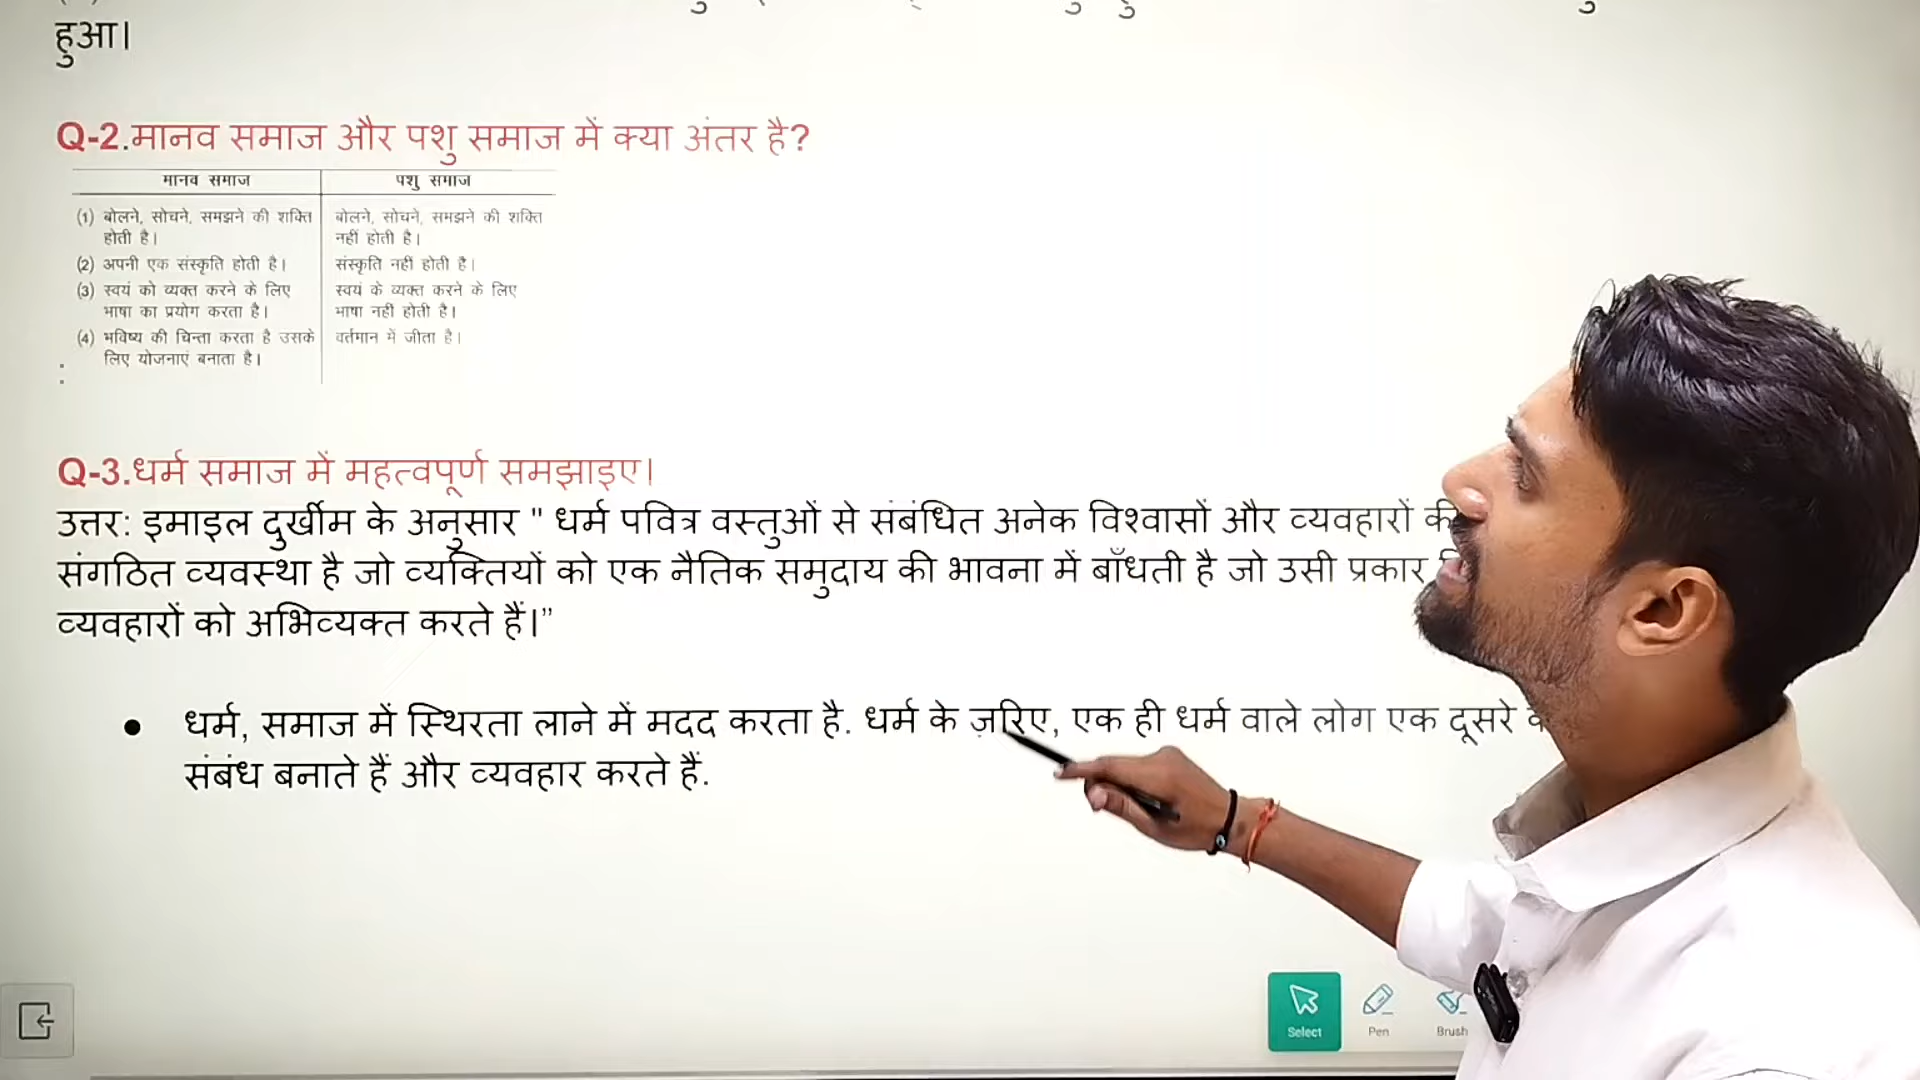 हुआ।
Q-2.मानव समाज और पशु समाज में क्या अंतर है?
मानव समाज पशु समाज
(1) बोलने, सोचने, समझने की शक्ति बोलने, सोचने, समझने की शक्ति
होती है। नहीं होती है।
(2) अपनी एक संस्कृति होती है। संस्कृति नहीं होती है।
(3) स्वयं को व्यक्त करने के लिए स्वयं के व्यक्त करने के लिए
भाषा का प्रयोग करता है। भाषा नहीं होती है।
(4) भविष्य की चिन्ता करता है उसके वर्तमान में जीता है।
लिए योजनाएं बनाता है।
:
Q-3.धर्म समाज में महत्वपूर्ण समझाइए।
उत्तर: इमाइल दुर्खीम के अनुसार " धर्म पवित्र वस्तुओं से संबंधित अनेक विश्वासों और व्यवहारों
संगठित व्यवस्था है जो व्यक्तियों को एक नैतिक समुदाय की भावना में बाँधती है जो उसी प्रकार
व्यवहारों को अभिव्यक्त करते हैं।”
● धर्म, समाज में स्थिरता लाने में मदद करता है. धर्म के ज़रिए, एक ही धर्म वाले लोग एक दूसरे
संबंध बनाते हैं और व्यवहार करते हैं.
Select Pen Brush